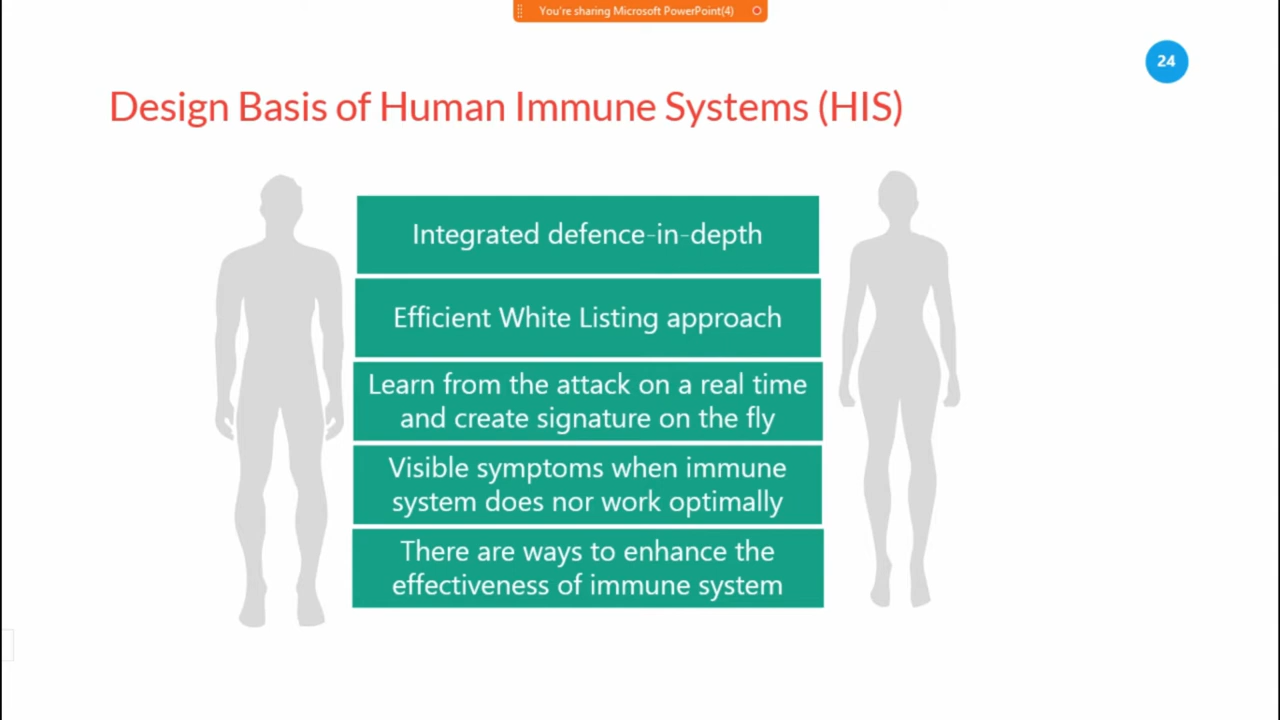 You're sharing Microsoft PowerPoint(4)
24
Design Basis of Human Immune Systems (HIS)
Integrated defence-in-depth
Efficient White Listing approach
Learn from the attack on a real time
and create signature on the fly
Visible symptoms when immune
system does nor work optimally
There are ways to enhance the
effectiveness of immune system